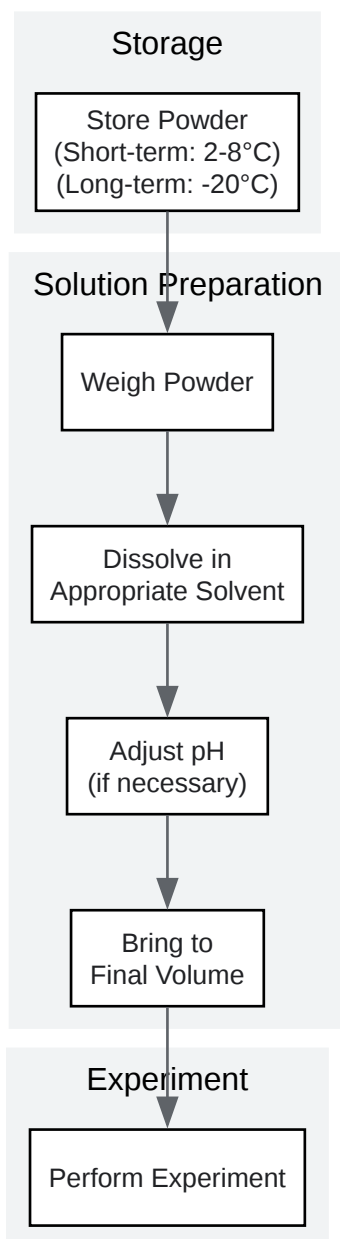 Storage
Store Powder
(Short-term: 2-8°C)
(Long-term: -20°C)
Solution Preparation
Weigh Powder
Dissolve in
Appropriate Solvent
Adjust pH
(if necessary)
Bring to
Final Volume
Experiment
Perform Experiment